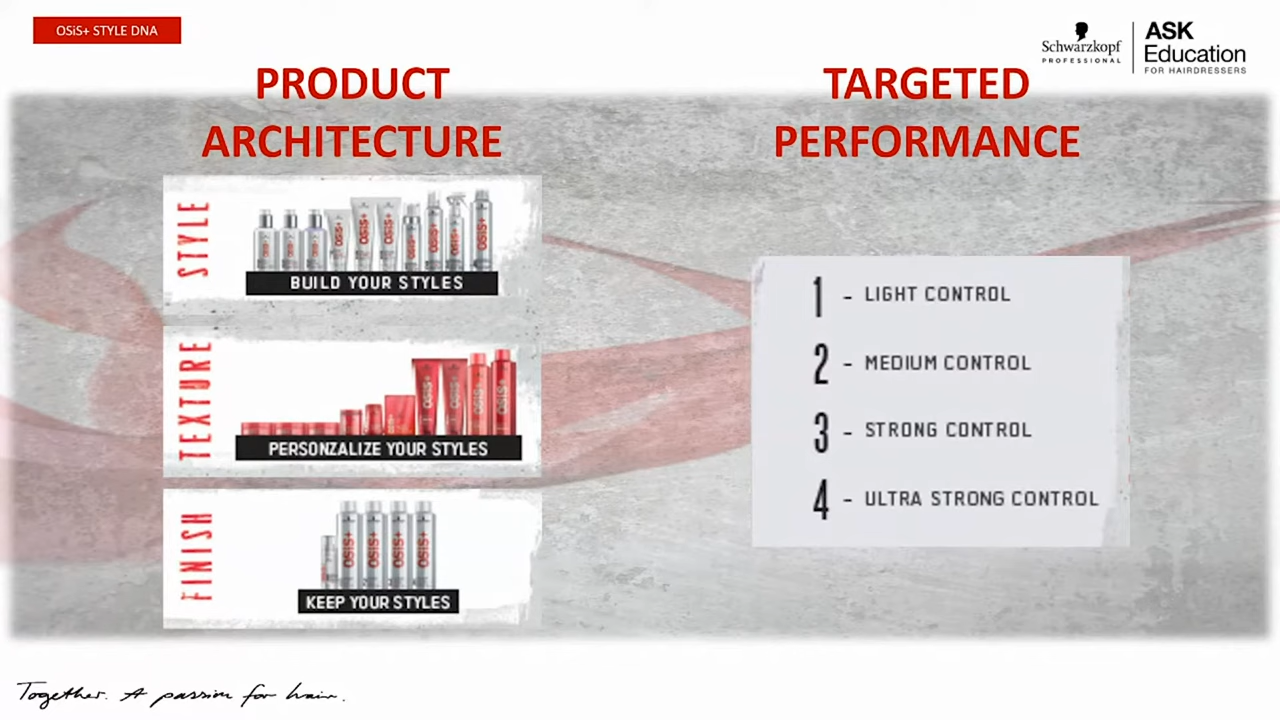 OSiS+ STYLE DNA
Schwarzkopf
PROFESSIONAL
ASK
Education
FOR HAIRDRESSERS
PRODUCT
ARCHITECTURE
STYLE
BUILD YOUR STYLES
TEXTURE
PERSONZALIZE YOUR STYLES
FINISH
KEEP YOUR STYLES
TARGETED
PERFORMANCE
1 - LIGHT CONTROL
2 - MEDIUM CONTROL
3 - STRONG CONTROL
4 - ULTRA STRONG CONTROL
Together. A passion for hair.